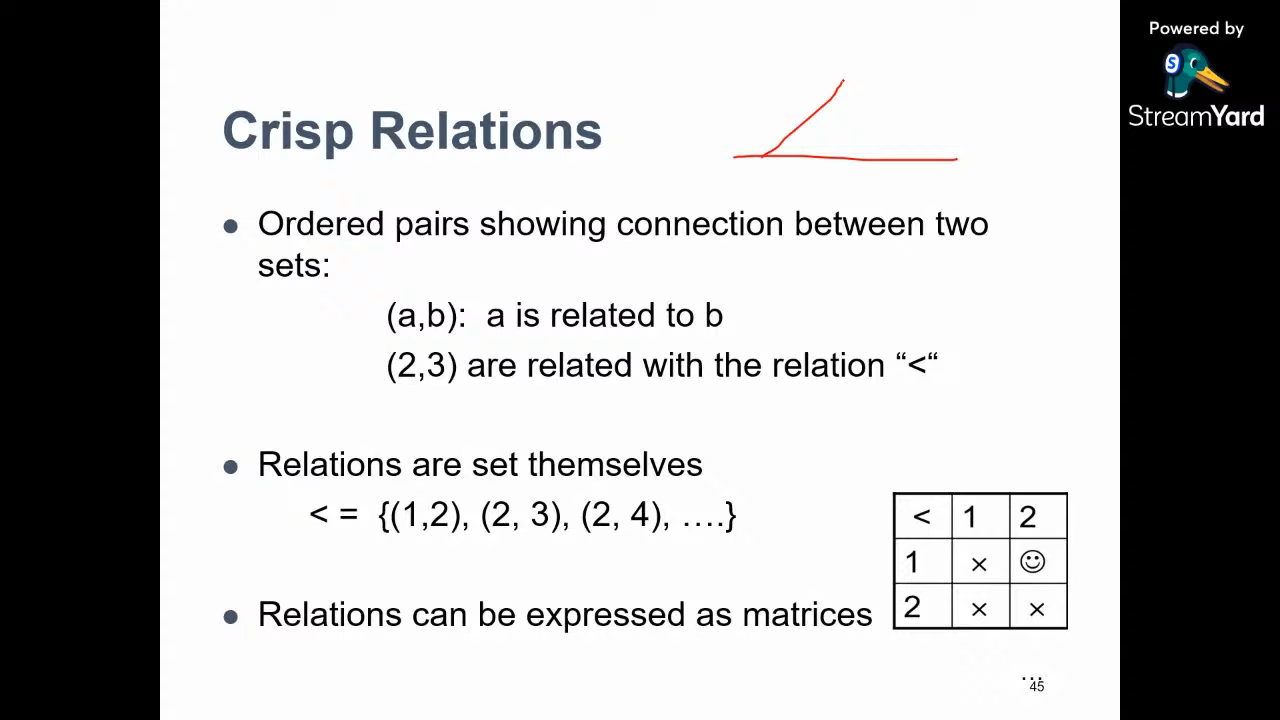 Powered by
StreamYard
Crisp Relations
● Ordered pairs showing connection between two
sets:
(a,b): a is related to b
(2,3) are related with the relation “<“
● Relations are set themselves
< = {(1,2), (2, 3), (2, 4), ….}
● Relations can be expressed as matrices
< 1 2
1 × ☺
2 × ×
…
45